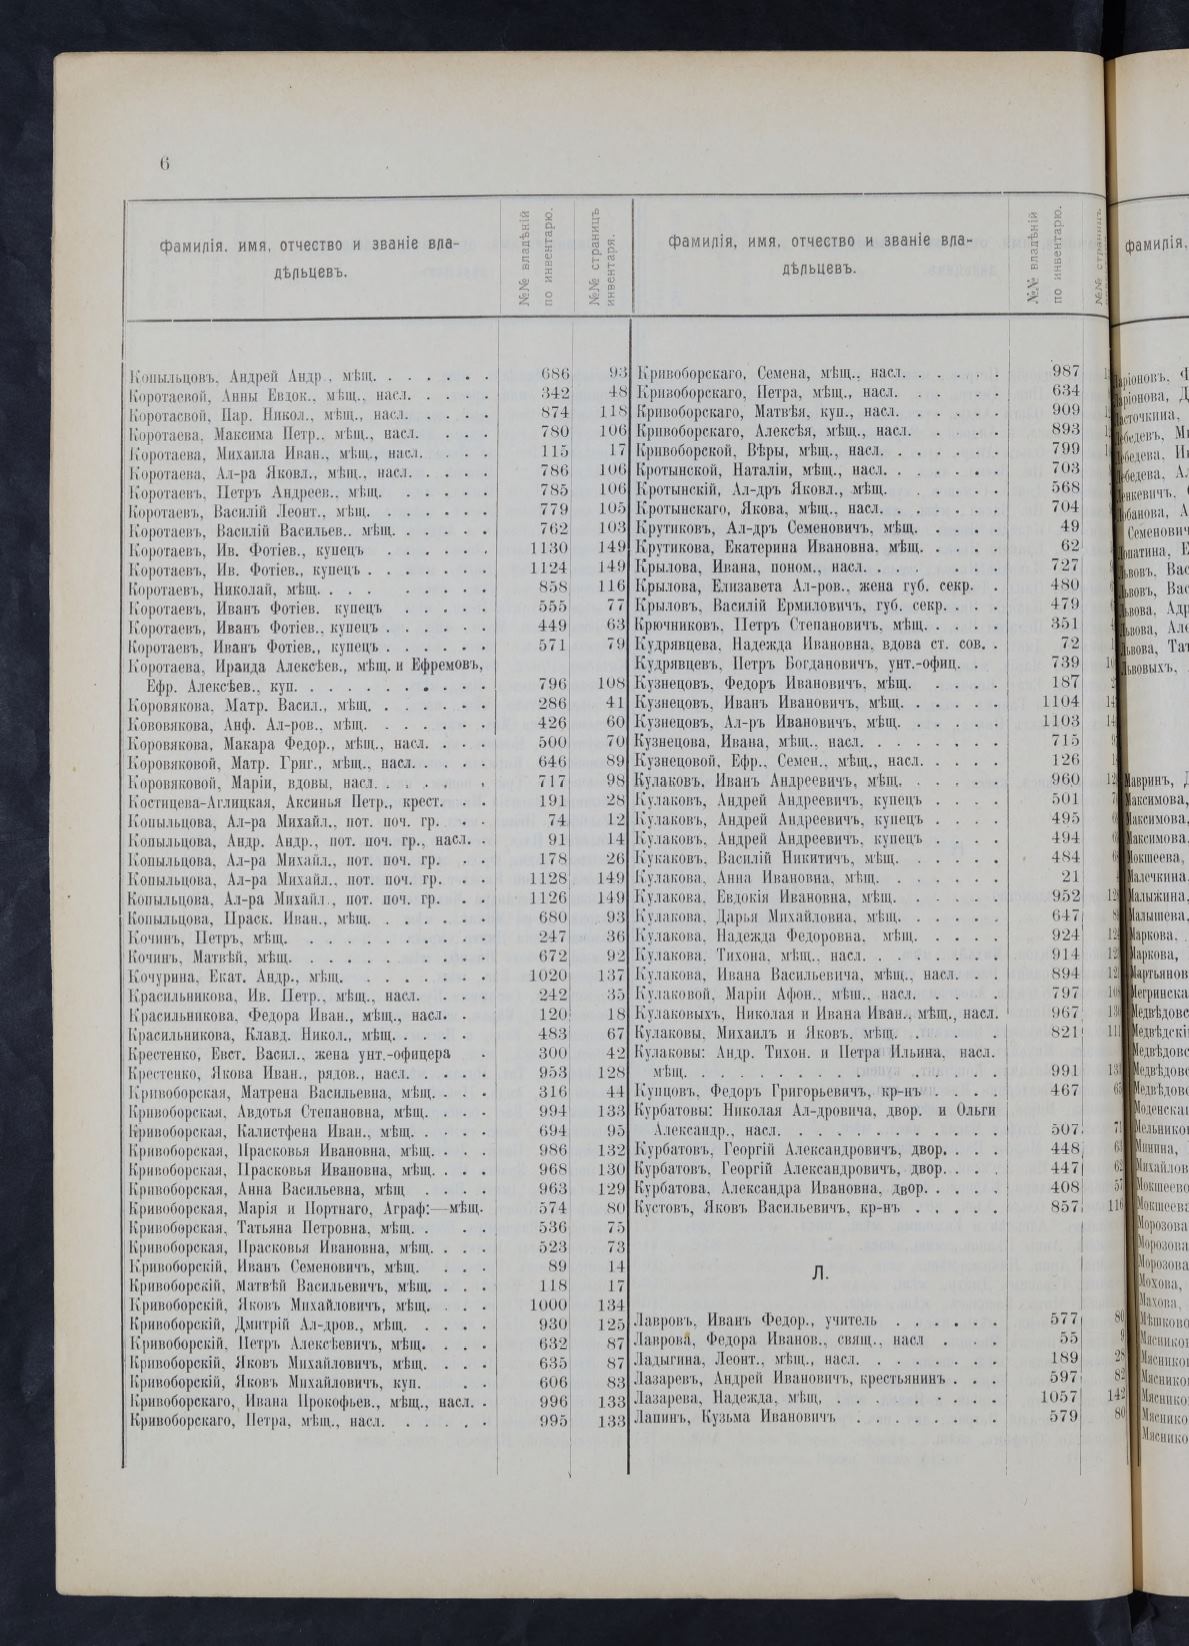 6
Фамилія, имя, отчество и званіе вла-
дѣльцевъ.
№№ владѣній
по инвентарю.
№№ страницъ
инвентаря.
Копыльцовъ, Андрей Андр., мѣщ. 686 93
Коротаевой, Анны Евдок., мѣщ., насл. 342 48
Коротаевой, Пар. Никол., мѣщ., насл. 874 118
Коротаева, Максима Петр., мѣщ., насл. 780 106
Коротаева, Михаила Иван., мѣщ., насл. 115 17
Коротаева, Ал-ра Яковл., мѣщ., насл. 786 106
Коротаевъ, Петръ Андреев., мѣщ. 785 106
Коротаевъ, Василій Леонт., мѣщ. 779 105
Коротаевъ, Василій Васильев.. мѣщ. 762 103
Коротаевъ, Ив. Фотіев., купецъ 1130 149
Коротаевъ, Ив. Фотіев., купецъ 1124 149
Коротаевъ, Николай, мѣщ. 858 116
Коротаевъ, Иванъ Фотіев. купецъ 555 77
Коротаевъ, Иванъ Фотіев., купецъ 449 63
Коротаевъ, Иванъ Фотіев., купецъ 571 79
Коротаева, Ираида Алексѣев., мѣщ. и Ефремовъ,
Ефр. Алексѣев., куп. 796 108
Коровякова, Матр. Васил., мѣщ. 286 41
Кововякова, Анф. Ал-ров., мѣщ. 426 60
Коровякова, Макара Федор., мѣщ., насл. 500 70
Коровяковой, Матр. Григ., мѣщ., насл. 646 89
Коровяковой, Маріи, вдовы, насл. 717 98
Костицева-Аглицкая, Аксинья Петр., крест. 191 28
Копыльцова, Ал-ра Михайл., пот. поч. гр. 74 12
Копыльцова, Андр. Андр., пот. поч. гр., насл. 91 14
Копыльцова, Ал-ра Михайл., пот. поч. гр. 178 26
Копыльцова, Ал-ра Михайл., пот. поч. гр. 1128 149
Копыльцова, Ал-ра Михайл., пот. поч. гр. 1126 149
Копыльцова, Праск. Иван., мѣщ. 680 93
Кочинъ, Петръ, мѣщ. 247 36
Кочинъ, Матвѣй, мѣщ. 672 92
Кочурина, Екат. Андр., мѣщ. 1020 137
Красильникова, Ив. Петр., мѣщ., насл. 242 35
Красильникова, Федора Иван., мѣщ., насл. 120 18
Красильникова, Клавд. Никол., мѣщ. 483 67
Крестенко, Евст. Васил., жена унт.-офицера 300 42
Крестенко, Якова Иван., рядов., насл. 953 128
Кривоборская, Матрена Васильевна, мѣщ. 316 44
Кривоборская, Авдотья Степановна, мѣщ. 994 133
Кривоборская, Калистфена Иван., мѣщ. 694 95
Кривоборская, Прасковья Ивановна, мѣщ. 986 132
Кривоборская, Прасковья Ивановна, мѣщ. 968 130
Кривоборская, Анна Васильевна, мѣщ 963 129
Кривоборская, Марія и Портнаго, Аграф:—мѣщ. 574 80
Кривоборская, Татьяна Петровна, мѣщ. 536 75
Кривоборская, Прасковья Ивановна, мѣщ. 523 73
Кривоборскій, Иванъ Семеновичъ, мѣщ. 89 14
Кривоборскій, Матвѣй Васильевичъ, мѣщ. 118 17
Кривоборскій, Яковъ Михайловичъ, мѣщ. 1000 134
Кривоборскій, Дмитрій Ал-дров., мѣщ. 930 125
Кривоборскій, Петръ Алексѣевичъ, мѣщ. 632 87
Кривоборскій, Яковъ Михайловичъ, мѣщ. 635 87
Кривоборскій, Яковъ Михайловичъ, куп. 606 83
Кривоборскаго, Ивана Прокофьев., мѣщ., насл. 996 133
Кривоборскаго, Петра, мѣщ., насл. 995 133
Фамилія, имя, отчество и званіе вла-
дѣльцевъ.
№№ владѣній
по инвентарю.
Кривоборскаго, Семена, мѣщ., насл. 987
Кривоборскаго, Петра, мѣщ., насл. 634
Кривоборскаго, Матвѣя, куп., насл. 909
Кривоборскаго, Алексѣя, мѣщ., насл. 893
Кривоборской, Вѣры, мѣщ., насл. 799
Кротынской, Наталіи, мѣщ., насл. 703
Кротынскій, Ал-дръ Яковл., мѣщ. 568
Кротынскаго, Якова, мѣщ., насл. 704
Крутиковъ, Ал-дръ Семеновичъ, мѣщ. 49
Крутикова, Екатерина Ивановна, мѣщ. 62
Крылова, Ивана, поном., насл. 727
Крылова, Елизавета Ал-ров., жена губ. секр. 480
Крыловъ, Василій Ермиловичъ, губ. секр. 479
Крючниковъ, Петръ Степановичъ, мѣщ. 351
Кудрявцева, Надежда Ивановна, вдова ст. сов. 72
Кудрявцевъ, Петръ Богдановичъ, унт.-офиц. 739
Кузнецовъ, Федоръ Ивановичъ, мѣщ. 187
Кузнецовъ, Иванъ Ивановичъ, мѣщ. 1104
Кузнецовъ, Ал-ръ Ивановичъ, мѣщ. 1103
Кузнецова, Ивана, мѣщ., насл. 715
Кузнецовой, Ефр., Семен., мѣщ., насл. 126
Кулаковъ, Иванъ Андреевичъ, мѣщ. 960
Кулаковъ, Андрей Андреевичъ, купецъ 501
Кулаковъ, Андрей Андреевичъ, купецъ 495
Кулаковъ, Андрей Андреевичъ, купецъ 494
Кукаковъ, Василій Никитичъ, мѣщ. 484
Кулакова, Анна Ивановна, мѣщ. 21
Кулакова, Евдокія Ивановна, мѣщ. 952
Кулакова, Дарья Михайловна, мѣщ. 647
Кулакова, Надежда Федоровна, мѣщ. 924
Кулакова, Тихона, мѣщ., насл. 914
Кулакова, Ивана Васильевича, мѣщ., насл. 894
Кулаковой, Маріи Афон., мѣщ., насл. 797
Кулаковыхъ, Николая и Ивана Иван., мѣщ., насл. 967
Кулаковы, Михаилъ и Яковъ, мѣщ. 821
Кулаковы: Андр. Тихон. и Петра Ильина, насл.
мѣщ. 991
Купцовъ, Федоръ Григорьевичъ, кр-нъ 467
Курбатовы: Николая Ал-дровича, двор. и Ольги
Александр., насл. 507
Курбатовъ, Георгій Александровичъ, двор. 448
Курбатовъ, Георгій Александровичъ, двор. 447
Курбатова, Александра Ивановна, двор. 408
Кустовъ, Яковъ Васильевичъ, кр-нъ 857 116
Л.
Лавровъ, Иванъ Федор., учитель 577 80
Лаврова, Федора Иванов., свящ., насл 55 9
Ладыгина, Леонт., мѣщ., насл. 189 28
Лазаревъ, Андрей Ивановичъ, крестьянинъ 597 82
Лазарева, Надежда, мѣщ. 1057 142
Лапинъ, Кузьма Ивановичъ 579 80